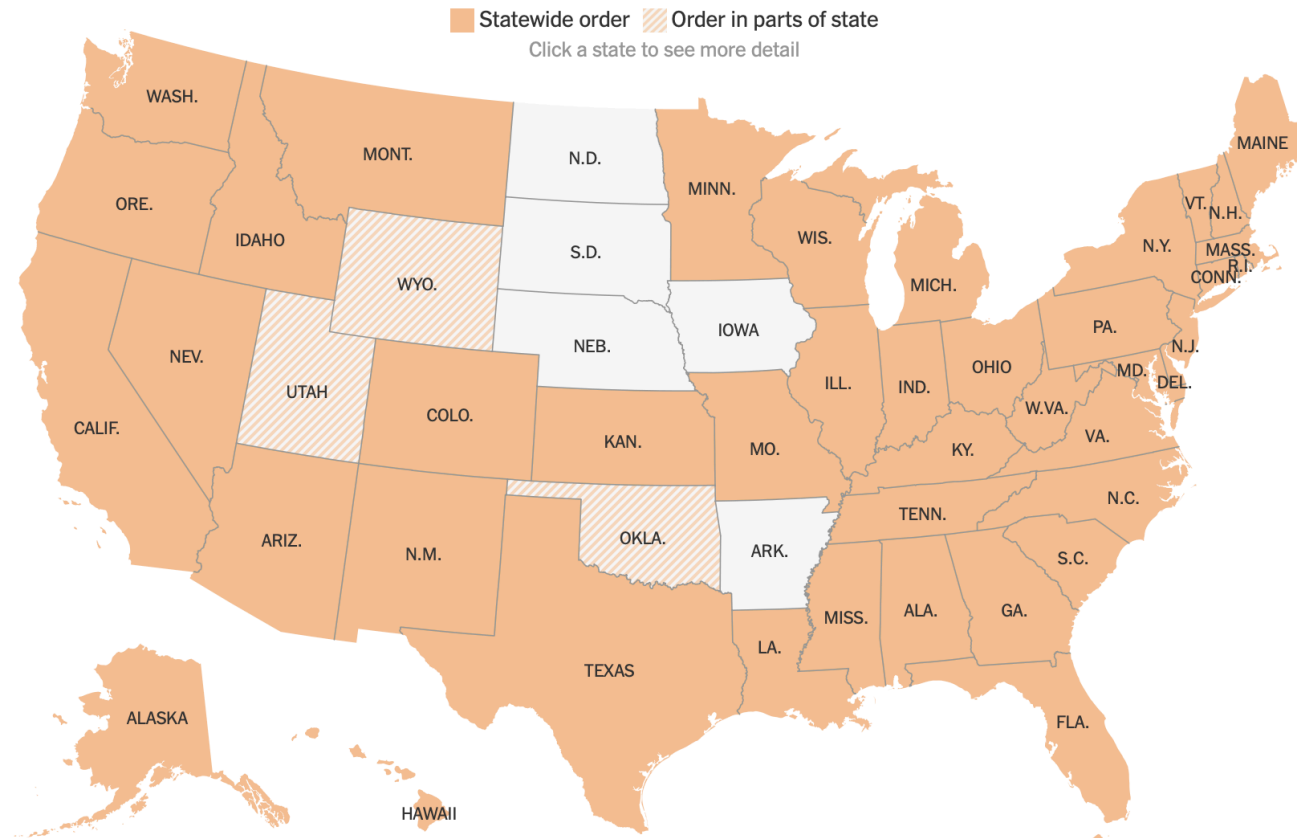 Statewide order Order in parts of state
Click a state to see more detail
WASH.
MONT.
N.D.
MINN.
MAINE
ORE.
IDAHO
S.D.
WIS.
VT.
N.H.
N.Y.
MASS.
R.I.
CONN.
WYO.
MICH.
NEV.
NEB.
IOWA
PA.
N.J.
UTAH
COLO.
ILL.
IND.
OHIO
MD.
DEL.
CALIF.
KAN.
MO.
W.VA.
KY.
VA.
ARIZ.
N.M.
OKLA.
ARK.
TENN.
N.C.
S.C.
TEXAS
LA.
MISS.
ALA.
GA.
FLA.
ALASKA
HAWAII